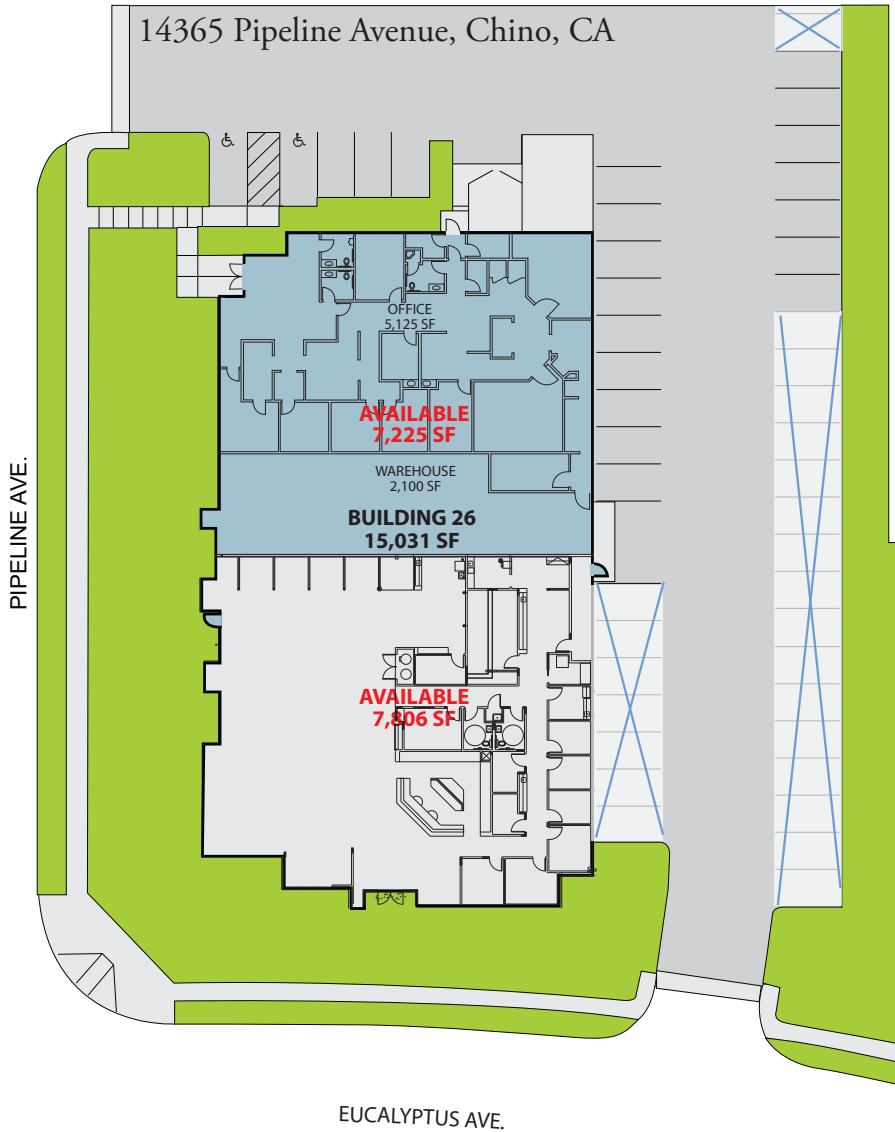 14365 Pipeline Avenue, Chino, CA
OFFICE
5,125 SF
AVAILABLE
7,225 SF
WAREHOUSE
2,100 SF
BUILDING 26
15,031 SF
PIPELINE AVE.
AVAILABLE
7,806 SF
EUCALYPTUS AVE.